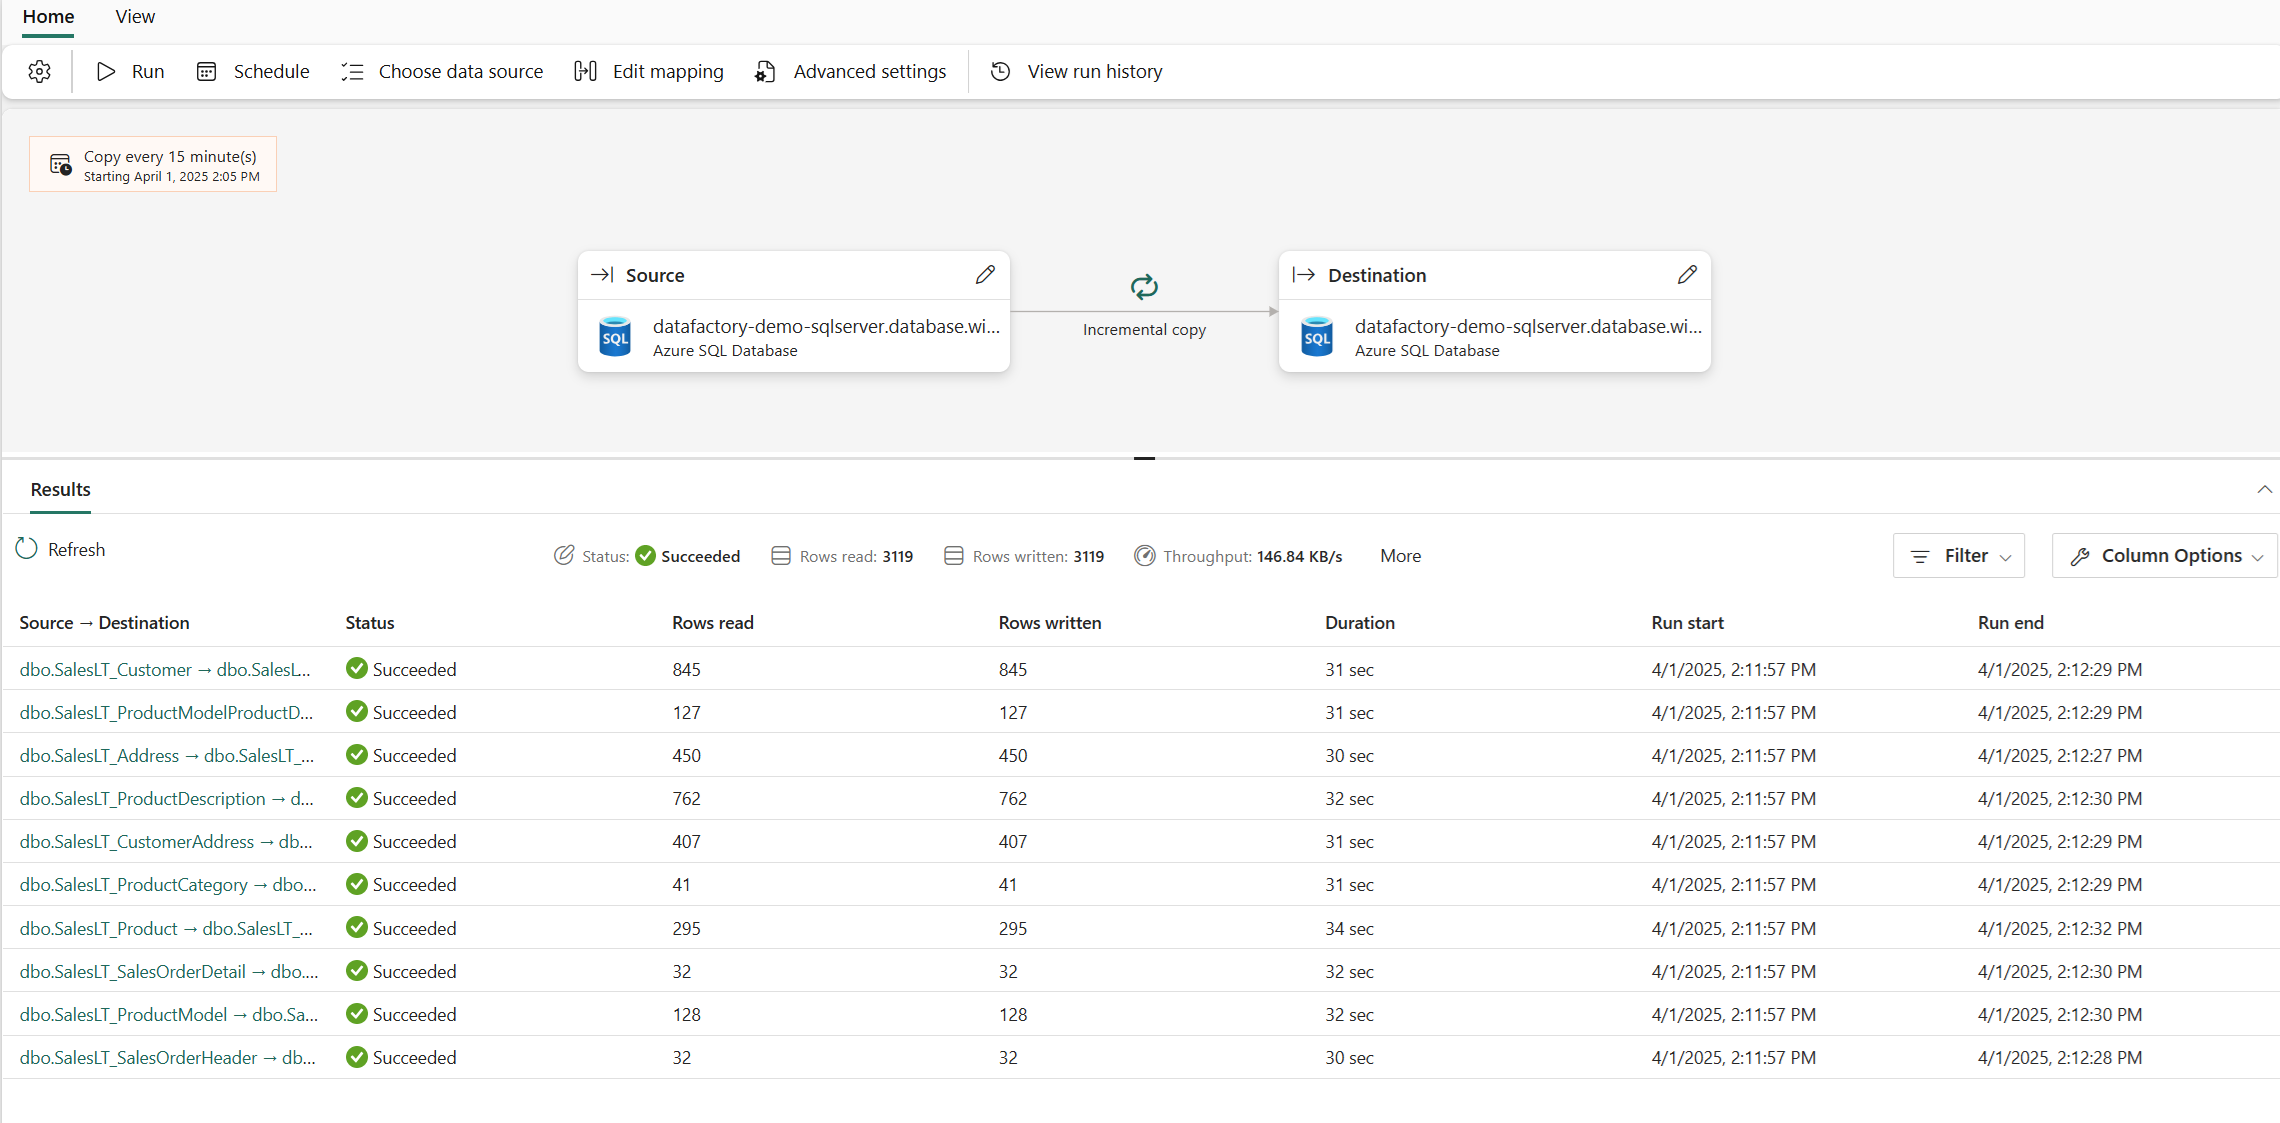 Home View
Run Schedule Choose data source Edit mapping Advanced settings View run history
Copy every 15 minute(s)
Starting April 1, 2025 2:05 PM
Source
SQL datafactory-demo-sqlserver.database.wi...
Azure SQL Database
Incremental copy
Destination
SQL datafactory-demo-sqlserver.database.wi...
Azure SQL Database
Results
Refresh Status: Succeeded Rows read: 3119 Rows written: 3119 Throughput: 146.84 KB/s More Filter Column Options
Source → Destination Status Rows read Rows written Duration Run start Run end
dbo.SalesLT_Customer → dbo.SalesL... Succeeded 845 845 31 sec 4/1/2025, 2:11:57 PM 4/1/2025, 2:12:29 PM
dbo.SalesLT_ProductModelProductD... Succeeded 127 127 31 sec 4/1/2025, 2:11:57 PM 4/1/2025, 2:12:29 PM
dbo.SalesLT_Address → dbo.SalesLT_... Succeeded 450 450 30 sec 4/1/2025, 2:11:57 PM 4/1/2025, 2:12:27 PM
dbo.SalesLT_ProductDescription → d... Succeeded 762 762 32 sec 4/1/2025, 2:11:57 PM 4/1/2025, 2:12:30 PM
dbo.SalesLT_CustomerAddress → db... Succeeded 407 407 31 sec 4/1/2025, 2:11:57 PM 4/1/2025, 2:12:29 PM
dbo.SalesLT_ProductCategory → dbo... Succeeded 41 41 31 sec 4/1/2025, 2:11:57 PM 4/1/2025, 2:12:29 PM
dbo.SalesLT_Product → dbo.SalesLT_... Succeeded 295 295 34 sec 4/1/2025, 2:11:57 PM 4/1/2025, 2:12:32 PM
dbo.SalesLT_SalesOrderDetail → dbo.... Succeeded 32 32 32 sec 4/1/2025, 2:11:57 PM 4/1/2025, 2:12:30 PM
dbo.SalesLT_ProductModel → dbo.Sa... Succeeded 128 128 32 sec 4/1/2025, 2:11:57 PM 4/1/2025, 2:12:30 PM
dbo.SalesLT_SalesOrderHeader → db... Succeeded 32 32 30 sec 4/1/2025, 2:11:57 PM 4/1/2025, 2:12:28 PM